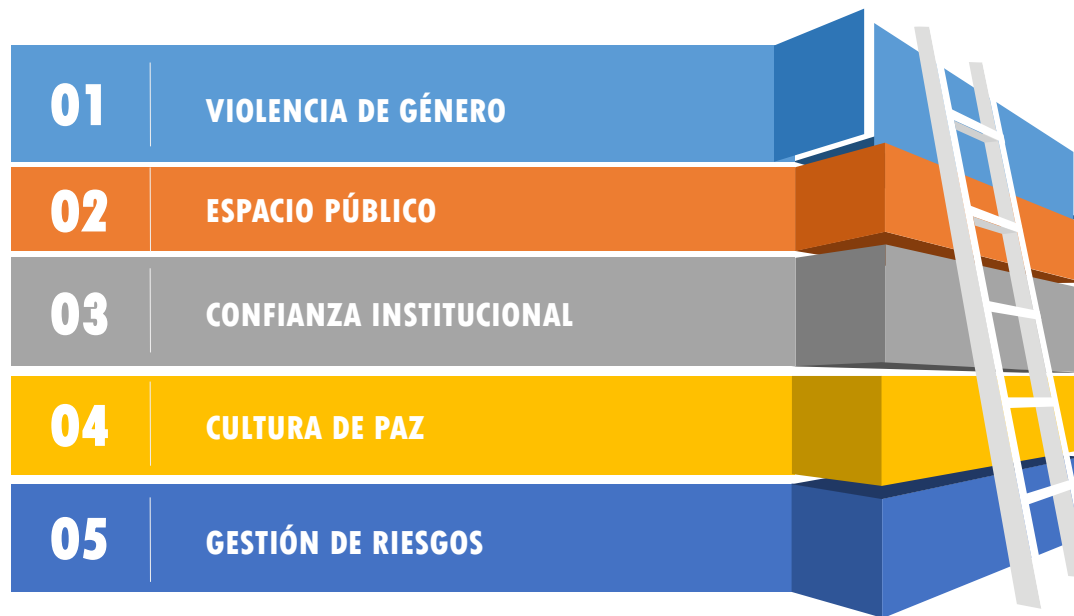 01 VIOLENCIA DE GÉNERO
02 ESPACIO PÚBLICO
03 CONFIANZA INSTITUCIONAL
04 CULTURA DE PAZ
05 GESTIÓN DE RIESGOS